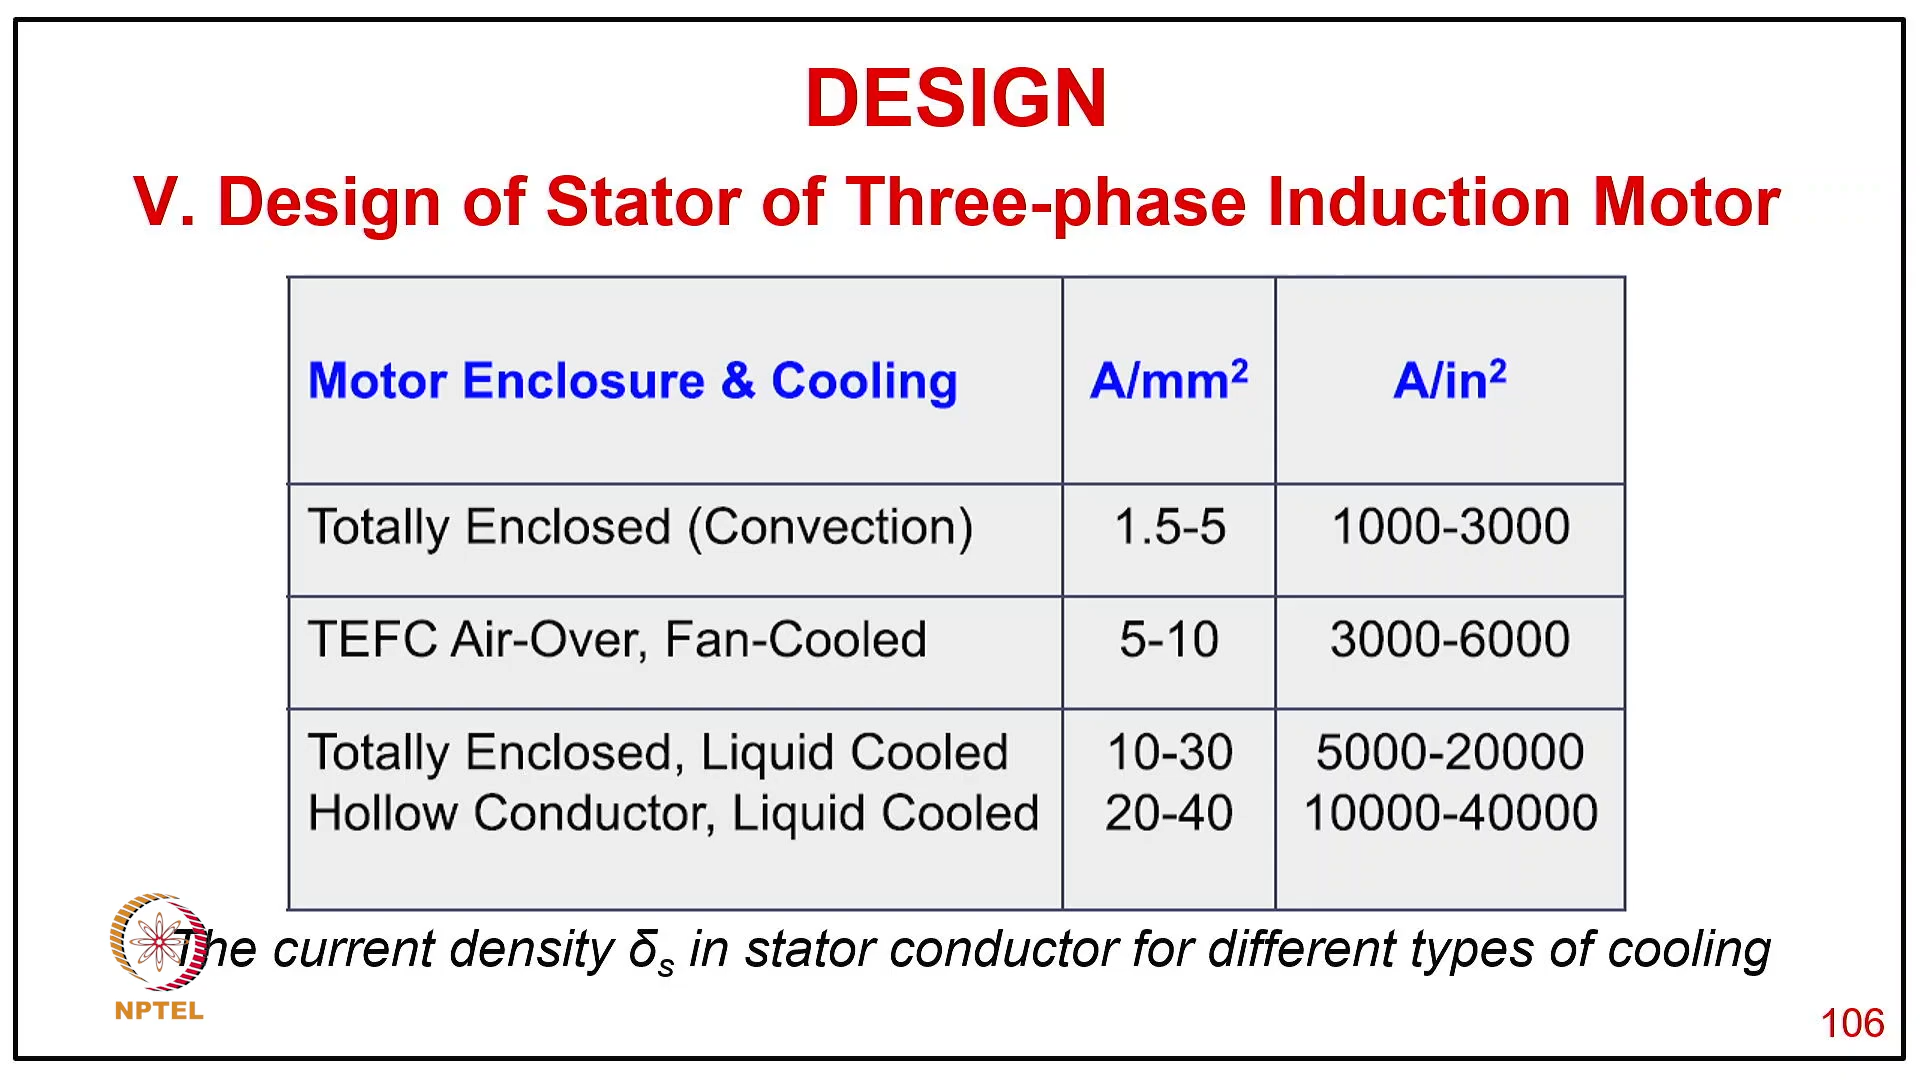 DESIGN
V. Design of Stator of Three-phase Induction Motor
Motor Enclosure & Cooling A/mm² A/in²
Totally Enclosed (Convection) 1.5-5 1000-3000
TEFC Air-Over, Fan-Cooled 5-10 3000-6000
Totally Enclosed, Liquid Cooled 10-30 5000-20000
Hollow Conductor, Liquid Cooled 20-40 10000-40000
The current density δs in stator conductor for different types of cooling
NPTEL
106